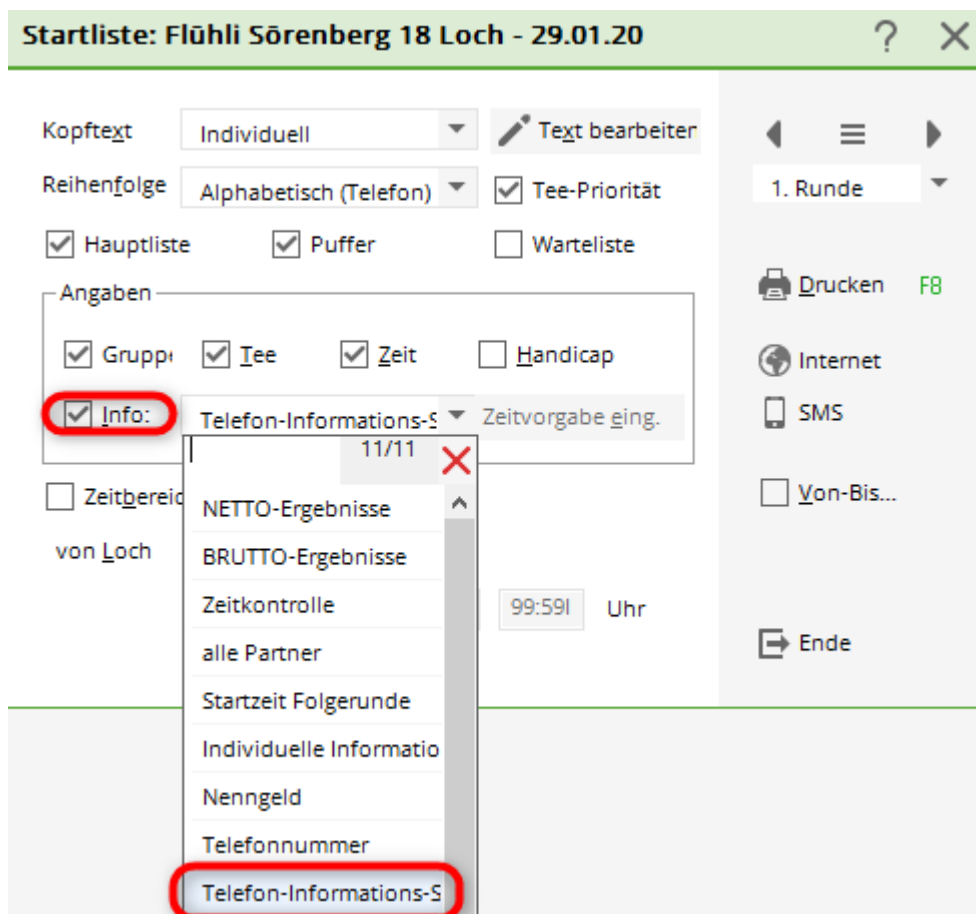 Startliste: Flühli Sörenberg 18 Loch - 29.01.20 ?
Kopftext Individuell Text bearbeiten
1. Runde
Reihenfolge Alphabetisch (Telefon) Tee-Priorität
Hauptliste Puffer Warteliste
Drucken F8
Angaben
Gruppe Tee Zeit Handicap
Internet
Info: Telefon-Informations-S Zeitvorgabe eing.
SMS
11/11
Zeitbereic
Von-Bis...
NETTO-Ergebnisse
von Loch
BRUTTO-Ergebnisse
Zeitkontrolle
99:59 Uhr
alle Partner
Ende
Startzeit Folgerunde
Individuelle Informatio
Nenngeld
Telefonnummer
Telefon-Informations-S